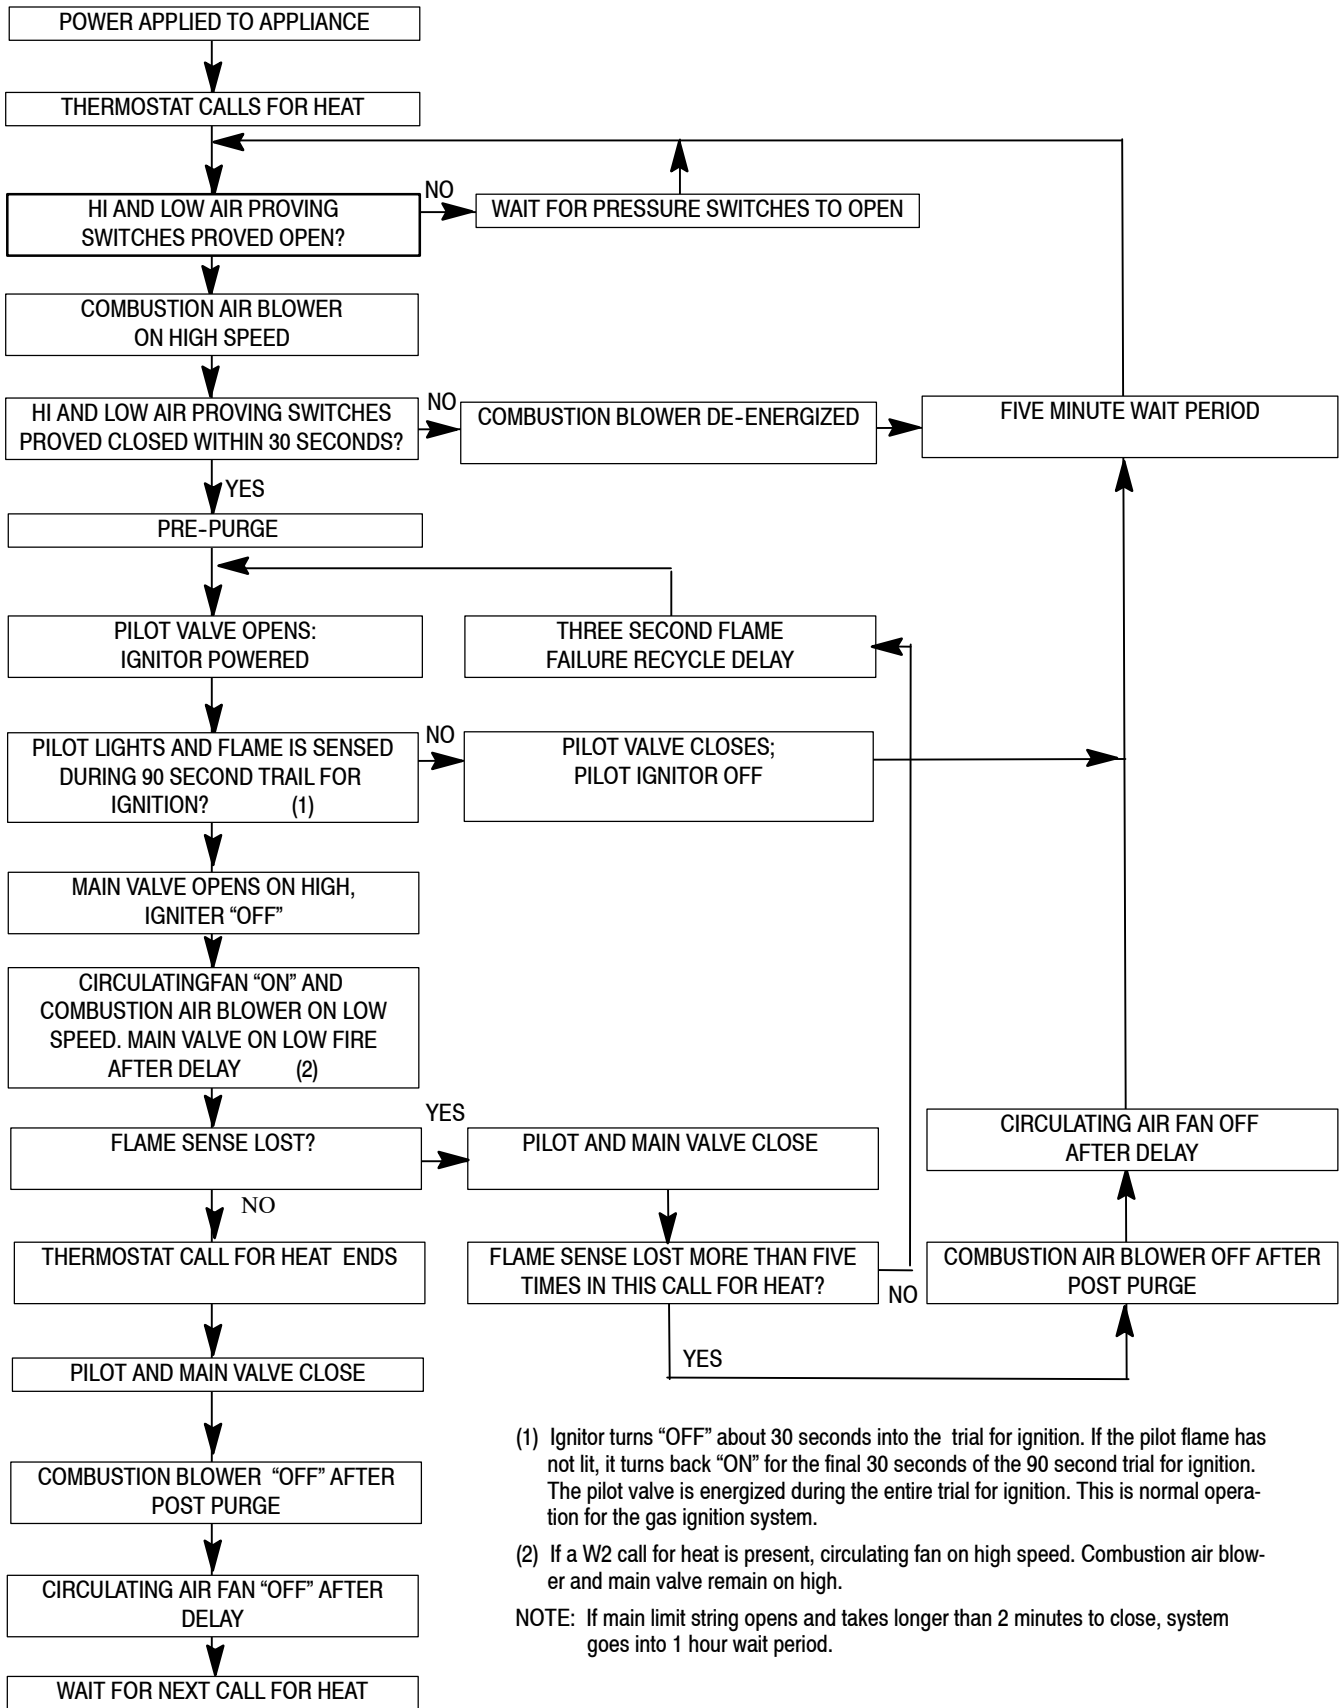 POWER APPLIED TO APPLIANCE
THERMOSTAT CALLS FOR HEAT
HI AND LOW AIR PROVING
SWITCHES PROVED OPEN?
NO
WAIT FOR PRESSURE SWITCHES TO OPEN
COMBUSTION AIR BLOWER
ON HIGH SPEED
HI AND LOW AIR PROVING SWITCHES
PROVED CLOSED WITHIN 30 SECONDS?
NO
COMBUSTION BLOWER DE-ENERGIZED
FIVE MINUTE WAIT PERIOD
YES
PRE-PURGE
PILOT VALVE OPENS:
IGNITOR POWERED
THREE SECOND FLAME
FAILURE RECYCLE DELAY
PILOT LIGHTS AND FLAME IS SENSED
DURING 90 SECOND TRAIL FOR
IGNITION? (1)
NO
PILOT VALVE CLOSES;
PILOT IGNITOR OFF
MAIN VALVE OPENS ON HIGH,
IGNITER “OFF”
CIRCULATINGFAN “ON” AND
COMBUSTION AIR BLOWER ON LOW
SPEED. MAIN VALVE ON LOW FIRE
AFTER DELAY (2)
FLAME SENSE LOST?
YES
PILOT AND MAIN VALVE CLOSE
CIRCULATING AIR FAN OFF
AFTER DELAY
NO
THERMOSTAT CALL FOR HEAT ENDS
FLAME SENSE LOST MORE THAN FIVE
TIMES IN THIS CALL FOR HEAT?
NO
COMBUSTION AIR BLOWER OFF AFTER
POST PURGE
YES
PILOT AND MAIN VALVE CLOSE
COMBUSTION BLOWER “OFF” AFTER
POST PURGE
CIRCULATING AIR FAN “OFF” AFTER
DELAY
WAIT FOR NEXT CALL FOR HEAT
(1) Ignitor turns “OFF” about 30 seconds into the trial for ignition. If the pilot flame has
not lit, it turns back “ON” for the final 30 seconds of the 90 second trial for ignition.
The pilot valve is energized during the entire trial for ignition. This is normal opera-
tion for the gas ignition system.
(2) If a W2 call for heat is present, circulating fan on high speed. Combustion air blow-
er and main valve remain on high.
NOTE: If main limit string opens and takes longer than 2 minutes to close, system
goes into 1 hour wait period.